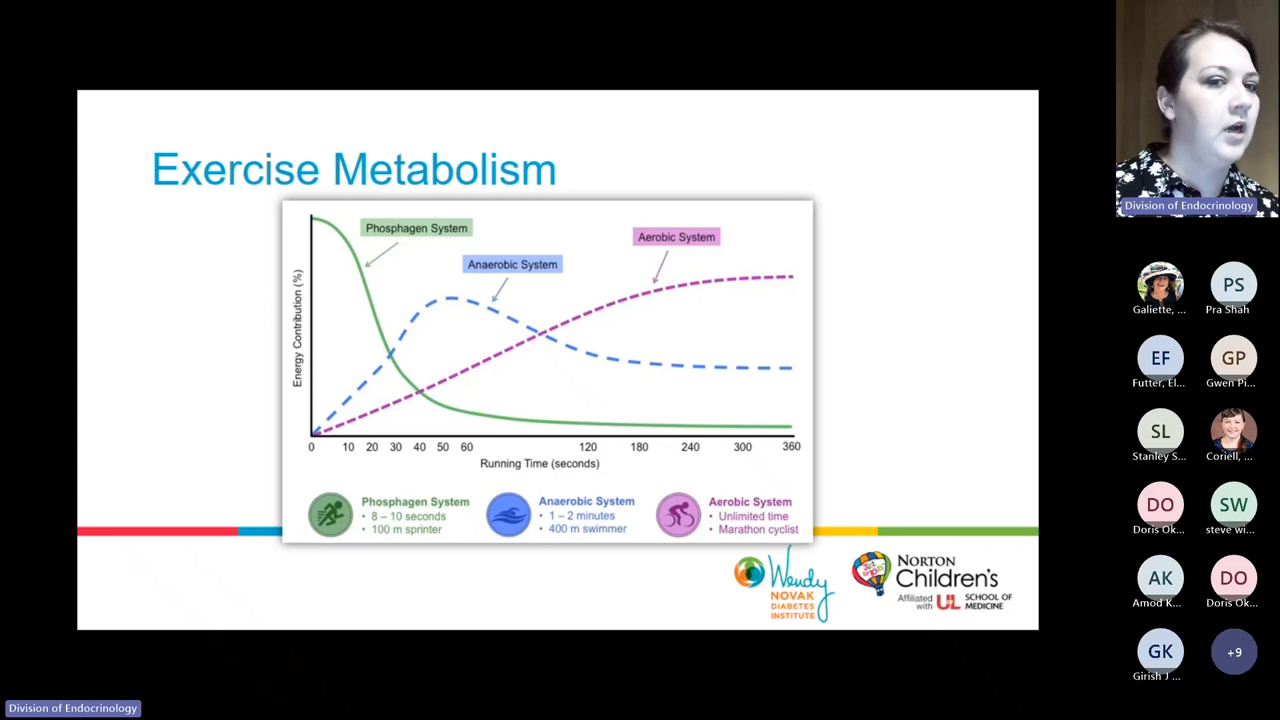 Exercise Metabolism
Phosphagen System
Anaerobic System
Aerobic System
Energy Contribution (%)
0 10 20 30 40 50 60 120 180 240 300 360
Running Time (seconds)
Phosphagen System
• 8 – 10 seconds
• 100 m sprinter
Anaerobic System
• 1 – 2 minutes
• 400 m swimmer
Aerobic System
• Unlimited time
• Marathon cyclist
Wendy
NOVAK
DIABETES
INSTITUTE
NORTON
Children's
Affiliated with UL SCHOOL OF MEDICINE
Division of Endocrinology
Galiette, ...
PS
Pra Shah
EF
Futter, El...
GP
Gwen Pi...
SL
Stanley S...
Coriell, ...
DO
Doris Ok...
SW
steve wi...
AK
Amod K...
DO
Doris Ok...
GK
Girish J ...
+9
Division of Endocrinology